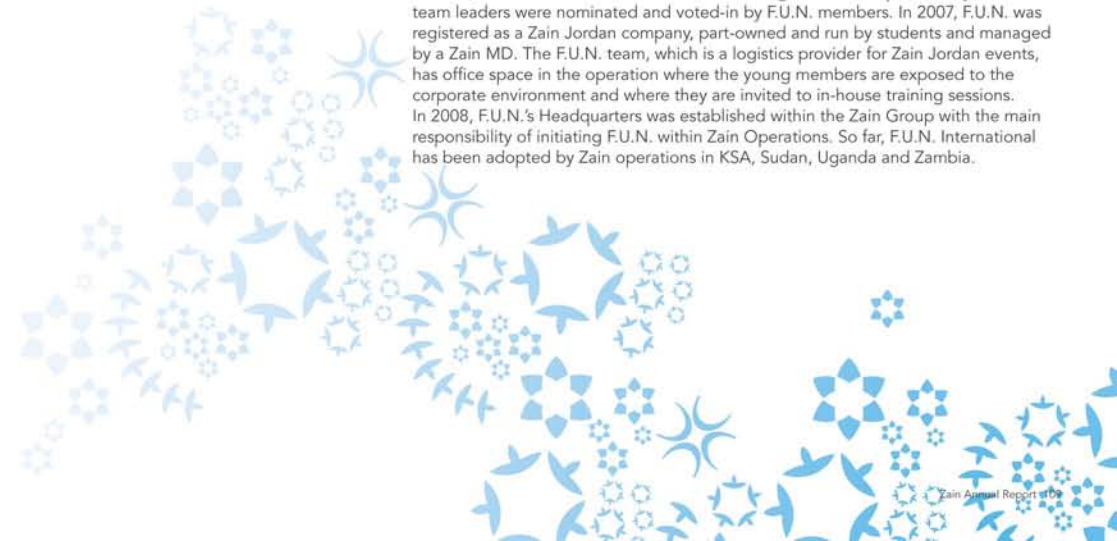 team leaders were nominated and voted-in by F.U.N. members. In 2007, F.U.N. was
registered as a Zain Jordan company, part-owned and run by students and managed
by a Zain MD. The F.U.N. team, which is a logistics provider for Zain Jordan events,
has office space in the operation where the young members are exposed to the
corporate environment and where they are invited to in-house training sessions.
In 2008, F.U.N.'s Headquarters was established within the Zain Group with the main
responsibility of initiating F.U.N. within Zain Operations. So far, F.U.N. International
has been adopted by Zain operations in KSA, Sudan, Uganda and Zambia.
Zain Annual Report